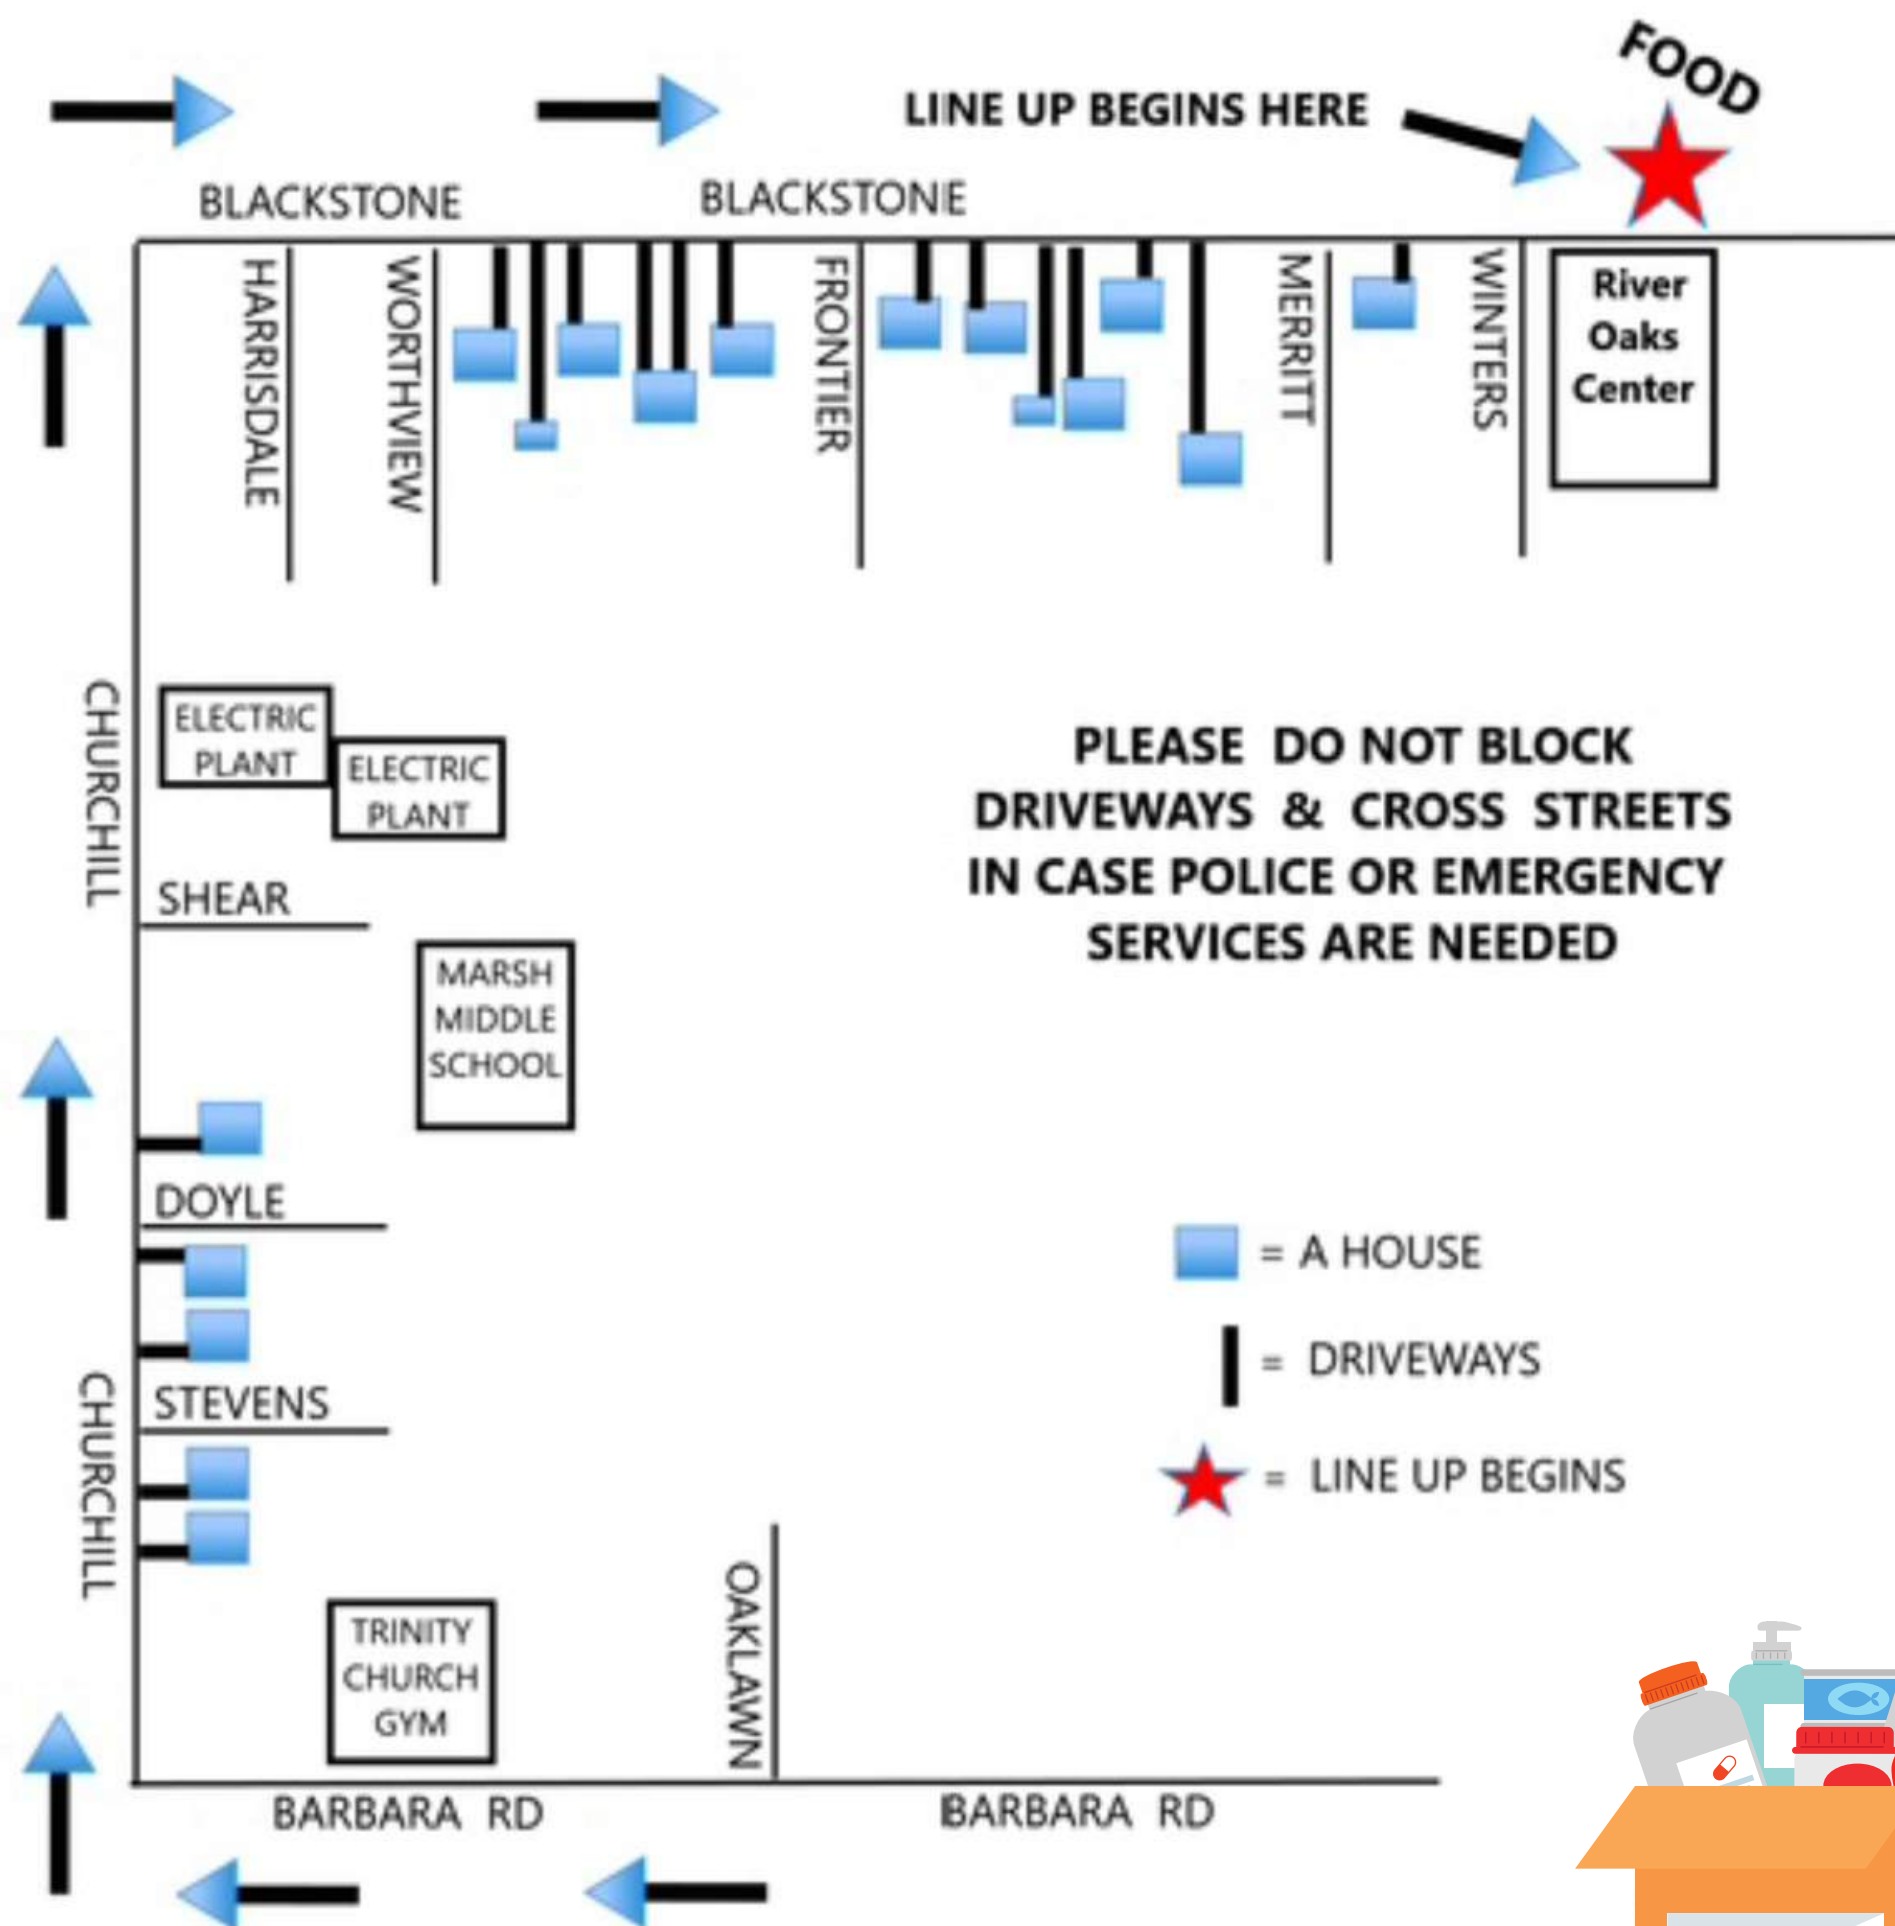 FOOD
LINE UP BEGINS HERE
BLACKSTONE
BLACKSTONE
HARRISDALE
WORTHVIEW
FRONTIER
MERRITT
WINTERS
River
Oaks
Center
CHURCHILL
ELECTRIC
PLANT
ELECTRIC
PLANT
PLEASE DO NOT BLOCK
DRIVEWAYS & CROSS STREETS
IN CASE POLICE OR EMERGENCY
SERVICES ARE NEEDED
SHEAR
MARSH
MIDDLE
SCHOOL
DOYLE
= A HOUSE
= DRIVEWAYS
CHURCHILL
STEVENS
= LINE UP BEGINS
OAKLAWN
TRINITY
CHURCH
GYM
BARBARA RD
BARBARA RD